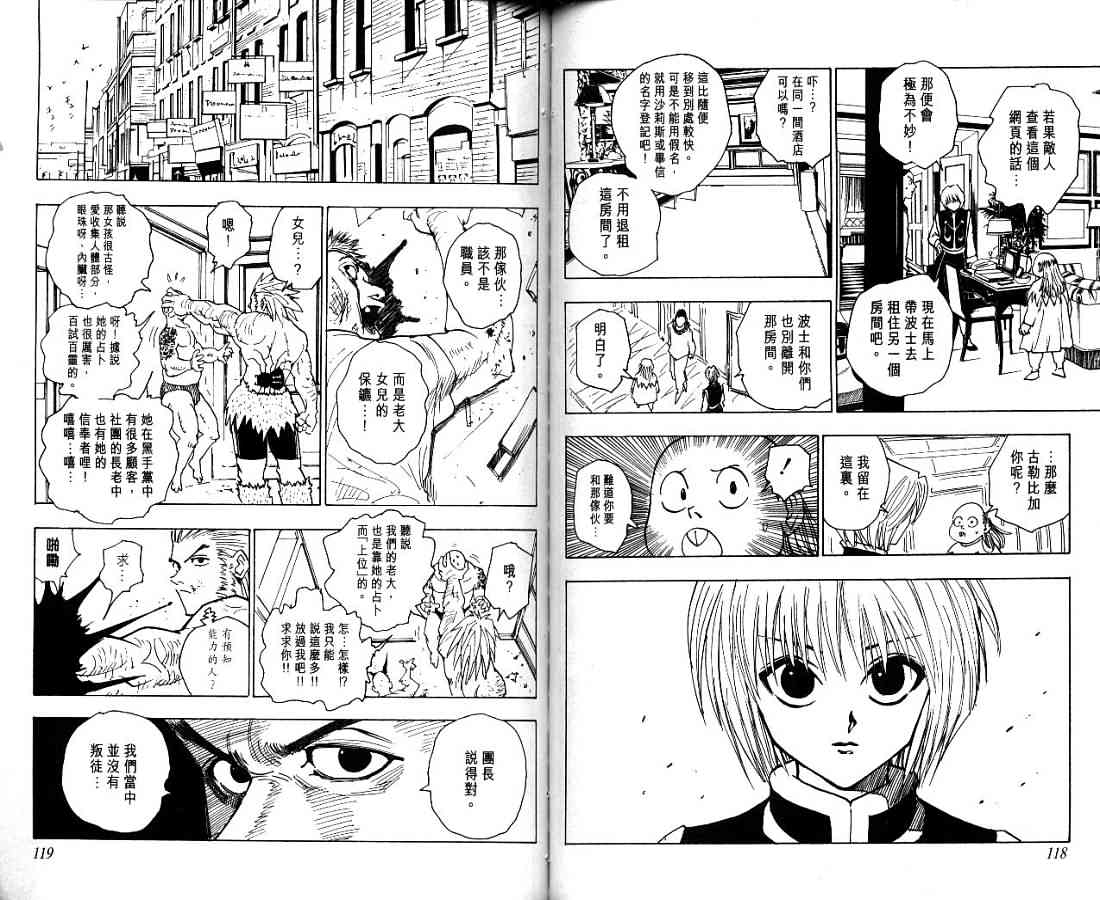 若果敵人
查看這個
網頁的話…
那便會
極為不妙！
現在馬上
帶波士去
租住另一個
房間吧。
吓…？
在同一間酒店
可以嗎？
這比隨便
移到別處較快。
可是不能用假名，
就用沙莉斯或畢信
的名字登記吧！
不用退租
這房間了。
波士和你們
也別離開
那房間。
明白了。
…那麼
古勒比加
你呢？
我留在
這裏。
！
難道你要
和那傢伙…
118
那傢伙…
該不是
職員。
而是老大
女兒的
保鑣…！
女兒…？
嗯！
聽說
那女孩很古怪，
愛收集人體部分，
眼珠呀、內臟呀…
呀！據說
她的占卜
也很厲害，
百試百靈的。
她在黑手黨中
有很多顧客，
社團的長老中
也有她的
信奉者哩！
嘻嘻…嘻
哦？
聽說
我們的老大
也是靠她的占卜
而「上位」的。
怎…怎樣!?
我只能
說這麼多!!
放過我吧!!
求求你!!
有預知
能力的人？
求…
啪嘞
團長
說得對。
我們當中
並沒有
叛徒…
119